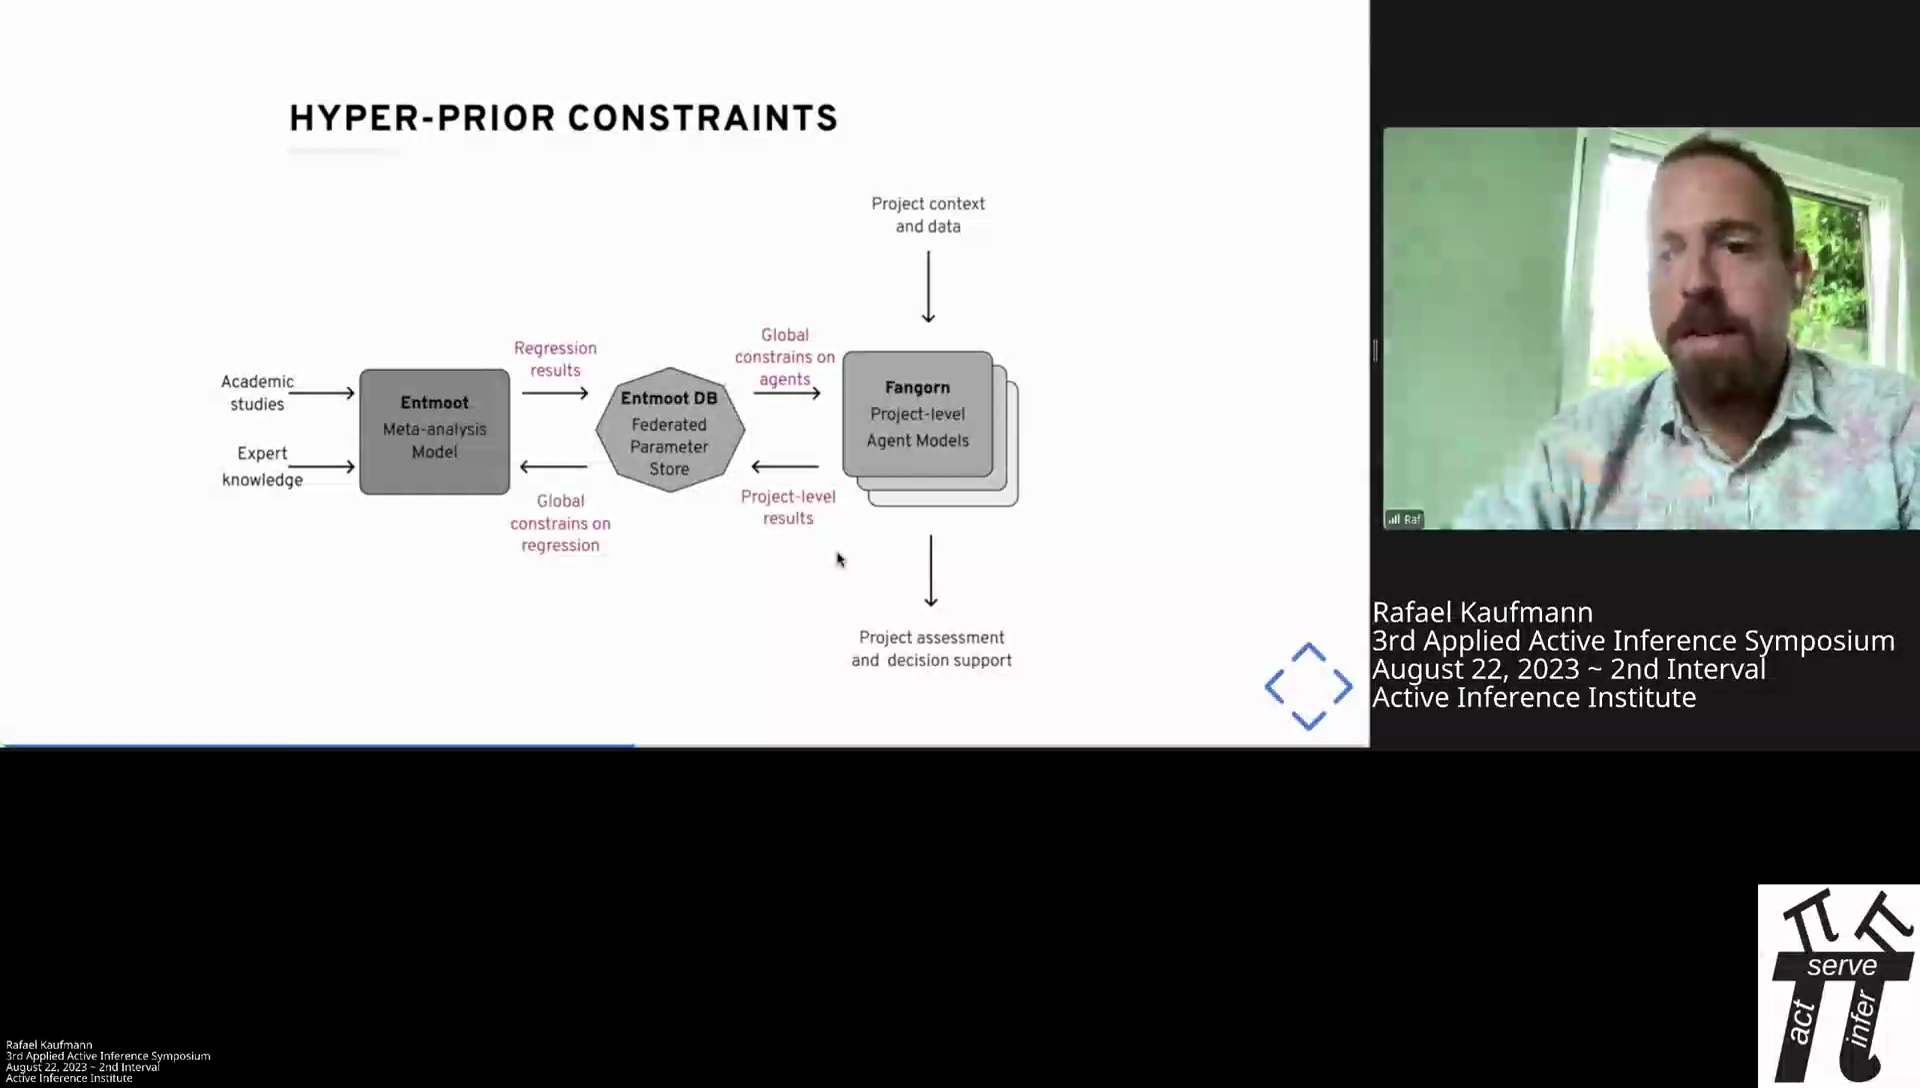 HYPER-PRIOR CONSTRAINTS
Project context
and data
Academic
studies
Expert
knowledge
Entmoot
Meta-analysis
Model
Regression
results
Global
constrains on
regression
Entmoot DB
Federated
Parameter
Store
Global
constrains on
agents
Project-level
results
Fangorn
Project-level
Agent Models
Project assessment
and decision support
Raf
Rafael Kaufmann
3rd Applied Active Inference Symposium
August 22, 2023 ~ 2nd Interval
Active Inference Institute
serve
act
infer
Rafael Kaufmann
3rd Applied Active Inference Symposium
August 22, 2023 ~ 2nd Interval
Active Inference Institute